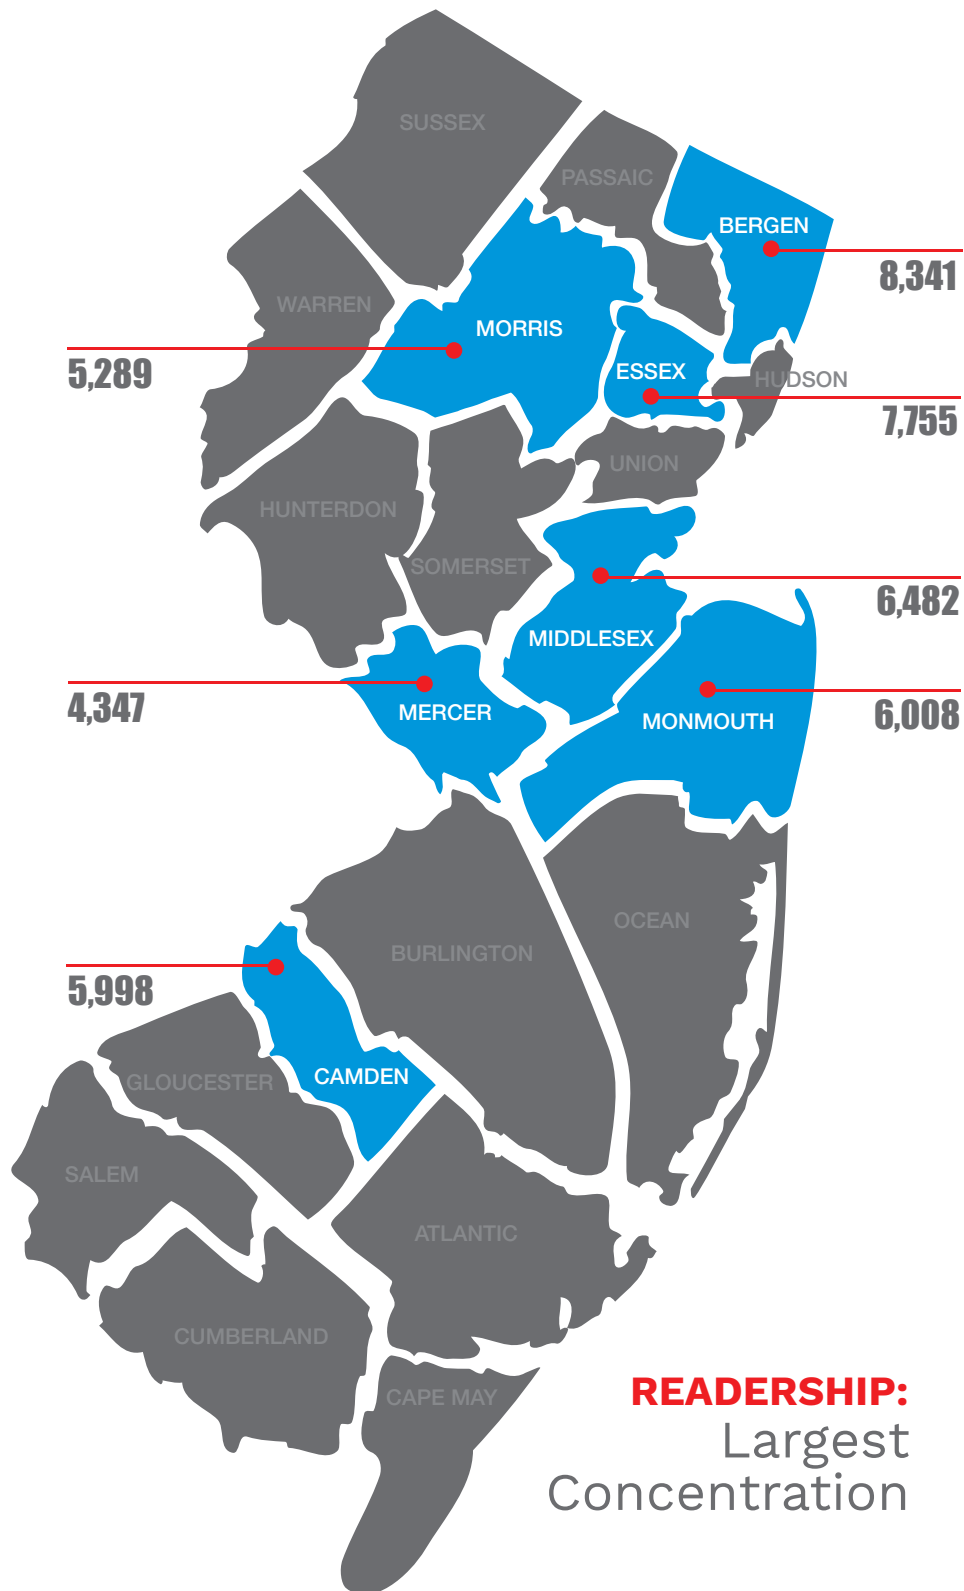 SUSSEX
PASSAIC
BERGEN
8,341
WARREN
MORRIS
5,289
ESSEX
HUDSON
7,755
UNION
HUNTERDON
SOMERSET
6,482
MIDDLESEX
4,347
MERCER
6,008
MONMOUTH
OCEAN
BURLINGTON
5,998
CAMDEN
GLOUCESTER
SALEM
ATLANTIC
CUMBERLAND
CAPE MAY
READERSHIP:
Largest
Concentration